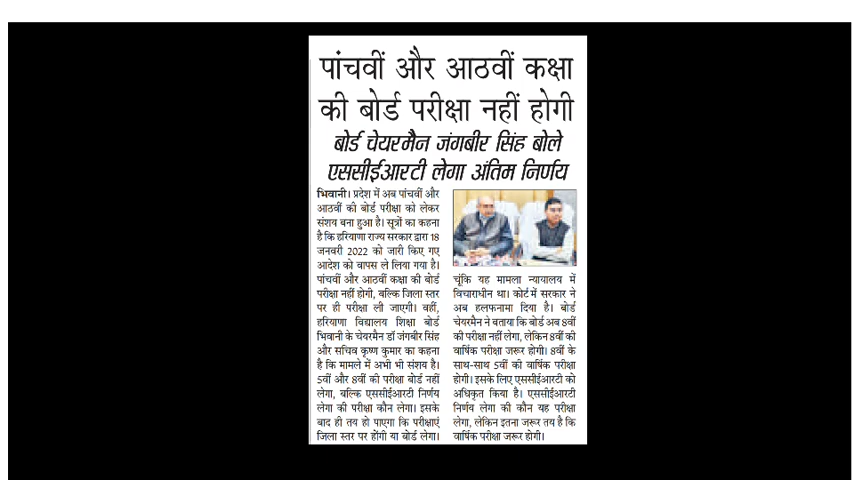 पांचवीं और आठवीं कक्षा
की बोर्ड परीक्षा नहीं होगी
बोर्ड चेयरमैन जंगबीर सिंह बोले
एससीईआरटी लेगा अंतिम निर्णय
भिवानी। प्रदेश में अब पांचवीं और
आठवीं की बोर्ड परीक्षा को लेकर
संशय बना हुआ है। सूत्रों का कहना
है कि हरियाणा राज्य सरकार द्वारा 18
जनवरी 2022 को जारी किए गए
आदेश को वापस ले लिया गया है।
पांचवीं और आठवीं कक्षा की बोर्ड
परीक्षा नहीं होगी, बल्कि जिला स्तर
पर ही परीक्षा ली जाएगी। वहीं,
हरियाणा विद्यालय शिक्षा बोर्ड
भिवानी के चेयरमैन डॉ जंगबीर सिंह
और सचिव कृष्ण कुमार का कहना
है कि मामले में अभी भी संशय है।
5वीं और 8वीं की परीक्षा बोर्ड नहीं
लेगा, बल्कि एससीईआरटी निर्णय
लेगा की परीक्षा कौन लेगा। इसके
बाद ही तय हो पाएगा कि परीक्षाएं
जिला स्तर पर होंगी या बोर्ड लेगा।
चूंकि यह मामला न्यायालय में
विचाराधीन था। कोर्ट में सरकार ने
अब हलफनामा दिया है। बोर्ड
चेयरमैन ने बताया कि बोर्ड अब 8वीं
की परीक्षा नहीं लेगा, लेकिन 8वीं की
वार्षिक परीक्षा जरूर होगी। 8वीं के
साथ-साथ 5वीं की वार्षिक परीक्षा
होगी। इसके लिए एससीईआरटी को
अधिकृत किया है। एससीईआरटी
निर्णय लेगा की कौन यह परीक्षा
लेगा, लेकिन इतना जरूर तय है कि
वार्षिक परीक्षा जरूर होगी।